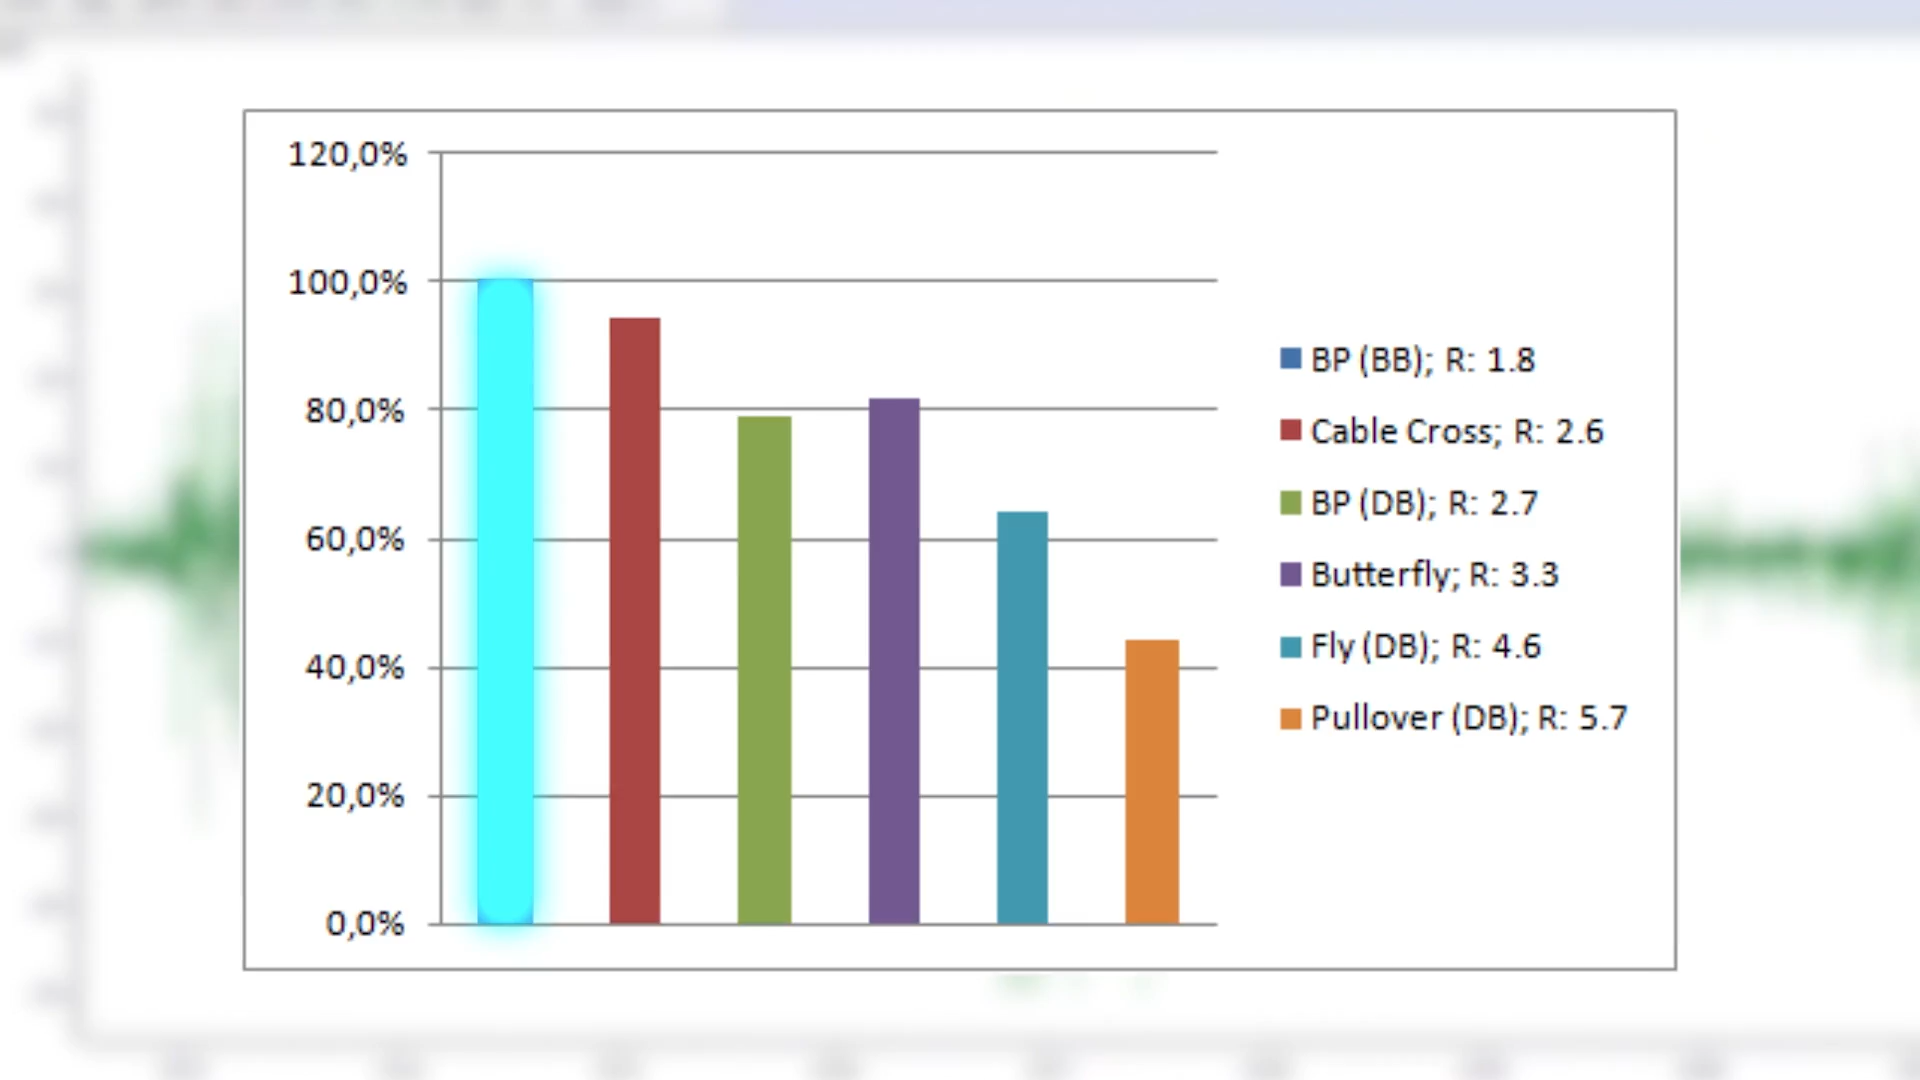 120,0%
100,0%
80,0%
60,0%
40,0%
20,0%
0,0%
BP (BB); R: 1.8
Cable Cross; R: 2.6
BP (DB); R: 2.7
Butterfly; R: 3.3
Fly (DB); R: 4.6
Pullover (DB); R: 5.7